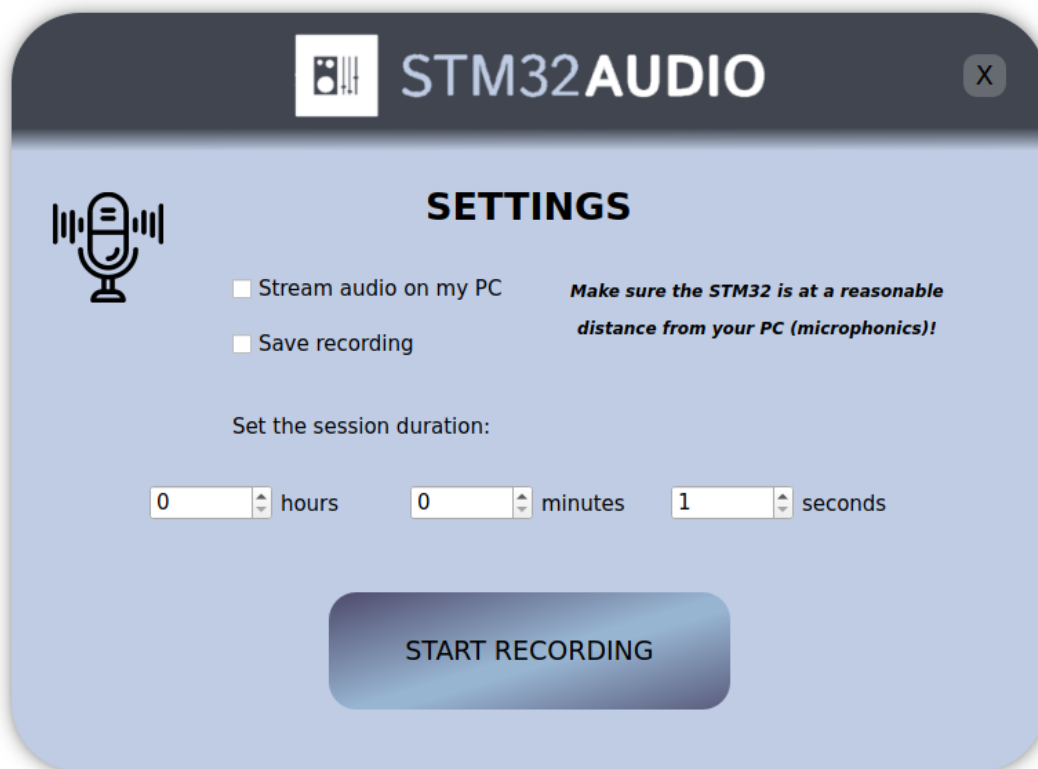 STM32AUDIO
X
SETTINGS
Stream audio on my PC
Make sure the STM32 is at a reasonable
distance from your PC (microphonics)!
Save recording
Set the session duration:
0 hours 0 minutes 1 seconds
START RECORDING